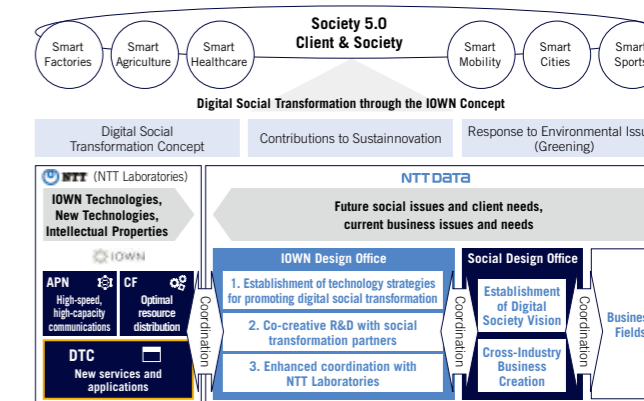 Society 5.0
Client & Society
Smart
Factories
Smart
Agriculture
Smart
Healthcare
Smart
Mobility
Smart
Cities
Smart
Sports
Digital Social Transformation through the IOWN Concept
Digital Social
Transformation Concept
Contributions to Sustainnovation
Response to Environmental Issu
(Greening)
NTT (NTT Laboratories)
IOWN Technologies,
New Technologies,
Intellectual Properties
IOWN
APN
High-speed,
high-capacity
communications
CF
Optimal
resource
distribution
DTC
New services and
applications
Coordination
NTT DATA
Future social issues and client needs,
current business issues and needs
IOWN Design Office
1. Establishment of technology strategies
for promoting digital social transformation
2. Co-creative R&D with social
transformation partners
3. Enhanced coordination with
NTT Laboratories
Coordination
Social Design Office
Establishment
of Digital
Society Vision
Cross-Industry
Business
Creation
Coordination
Busines
Fields